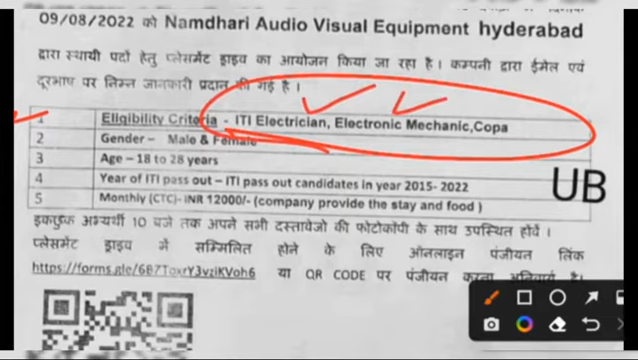 09/08/2022 को Namdhari Audio Visual Equipment hyderabad
द्वारा स्थायी पदों हेतु प्लेसमेंट ड्राइव का आयोजन किया जा रहा है। कम्पनी द्वारा ईमेल एवं
दूरभाष पर निम्न जानकारी प्रदान की गई है।
1 Eligibility Criteria - ITI Electrician, Electronic Mechanic,Copa
2 Gender – Male & Female
3 Age – 18 to 28 years
4 Year of ITI pass out – ITI pass out candidates in year 2015- 2022
5 Monthly (CTC)- INR 12000/- (company provide the stay and food )
UB
इच्छुक अभ्यर्थी 10 बजे तक अपने सभी दस्तावेजो की फोटोकॉपी के साथ उपस्थित होवें।
प्लेसमेंट ड्राइव में सम्मिलित होने के लिए ऑनलाइन पंजीयन लिंक
या QR CODE पर पंजीयन करना अनिवार्य है।